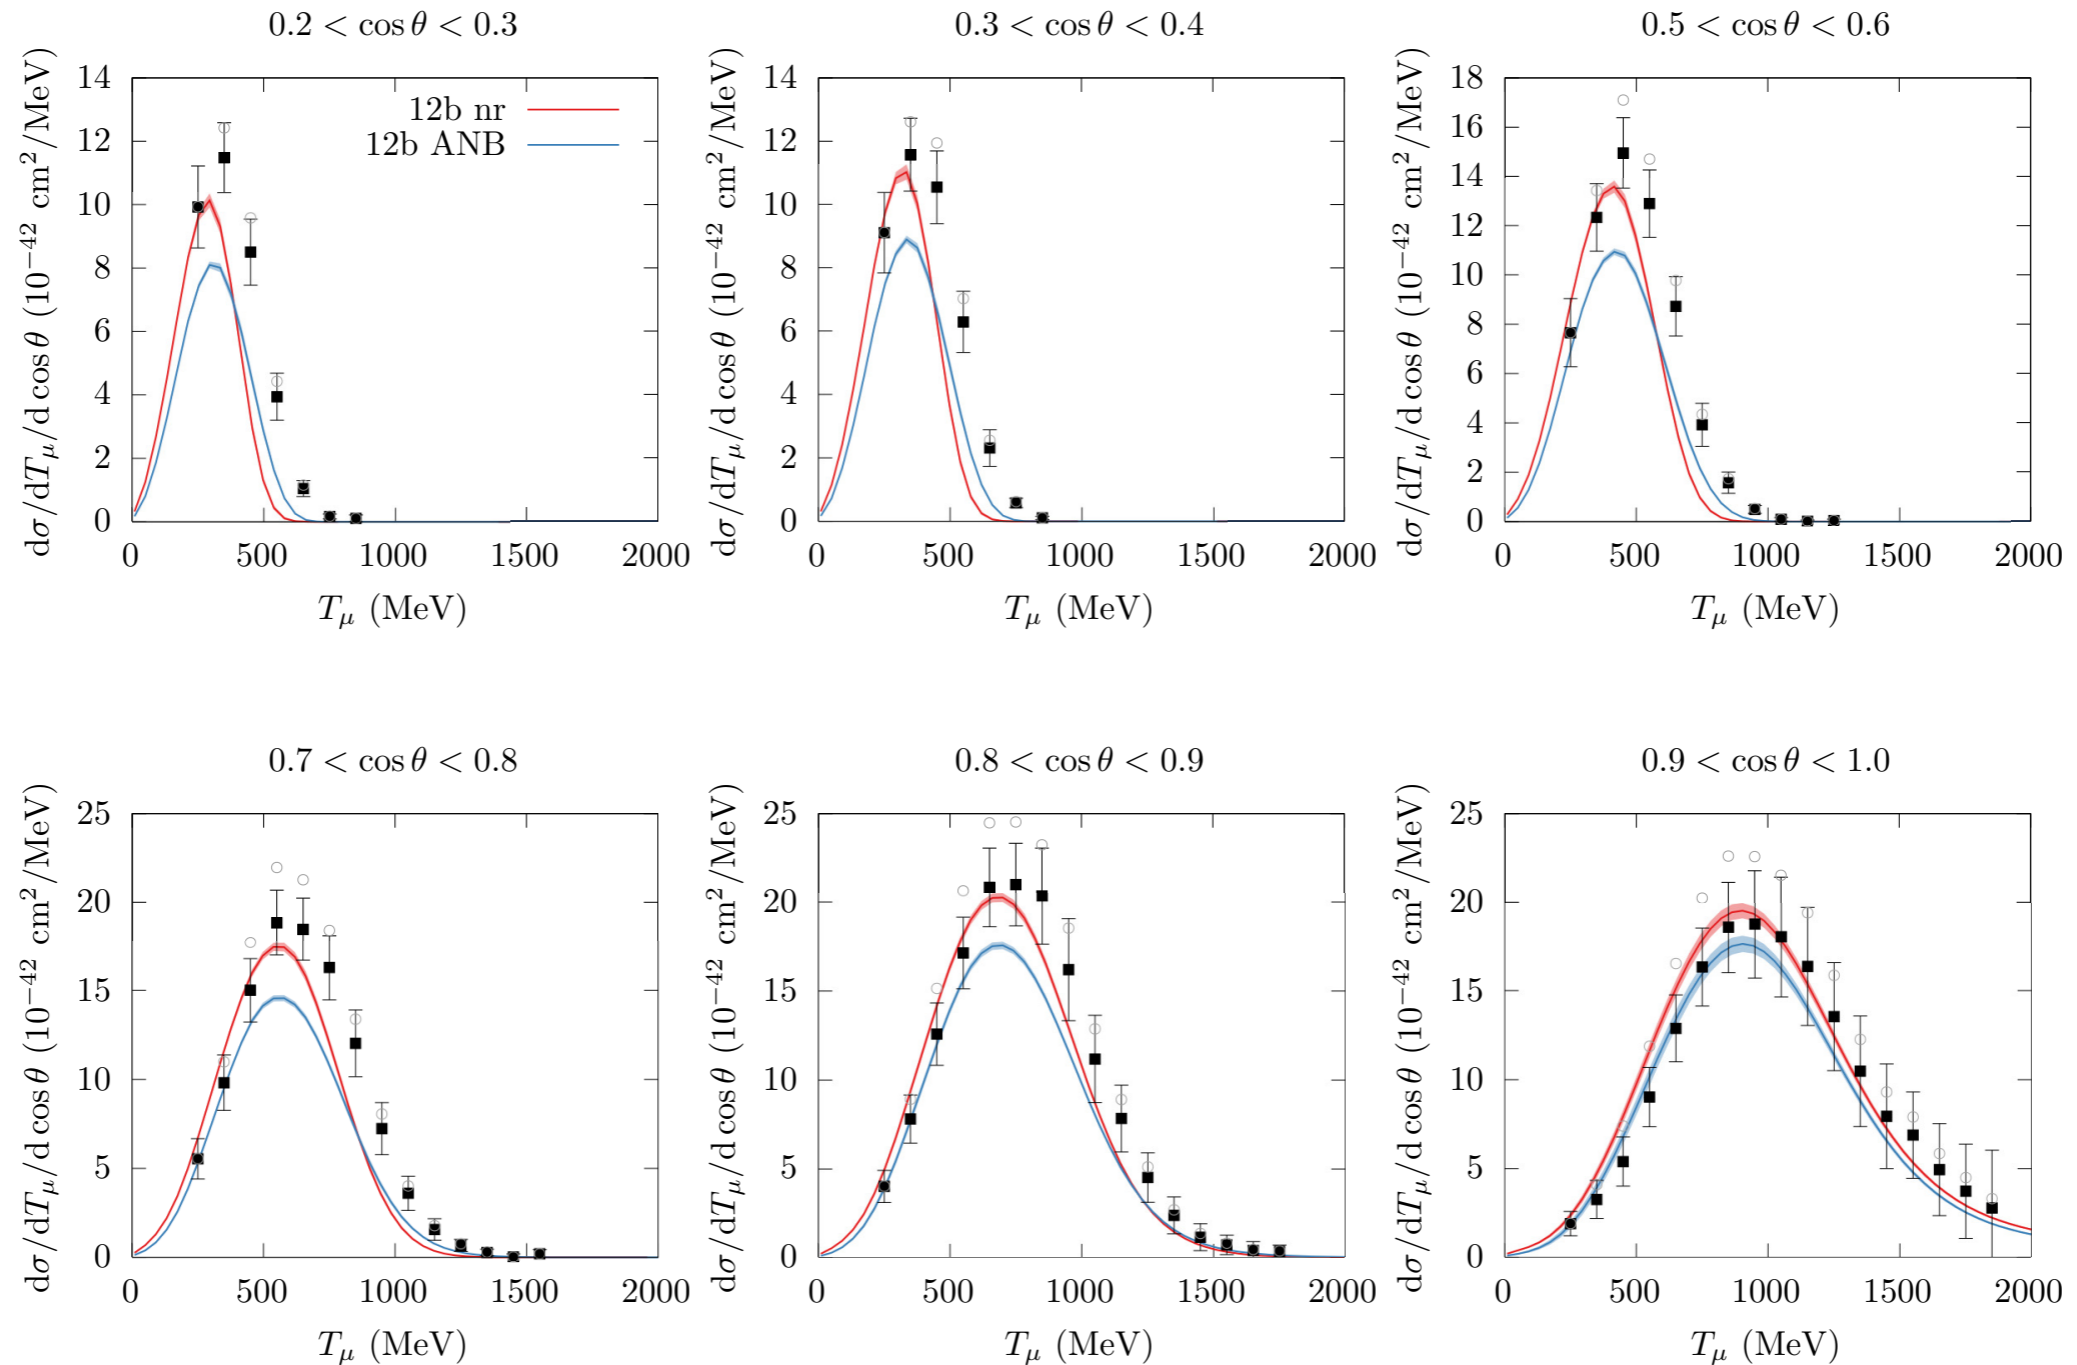 0.2 < cos θ < 0.3
dσ/dT_μ/d cos θ (10^−42 cm^2/MeV)
14
12
10
8
6
4
2
0
12b nr
12b ANB
0 500 1000 1500 2000
T_μ (MeV)
0.3 < cos θ < 0.4
dσ/dT_μ/d cos θ (10^−42 cm^2/MeV)
14
12
10
8
6
4
2
0
0 500 1000 1500 2000
T_μ (MeV)
0.5 < cos θ < 0.6
dσ/dT_μ/d cos θ (10^−42 cm^2/MeV)
18
16
14
12
10
8
6
4
2
0
0 500 1000 1500 2000
T_μ (MeV)
0.7 < cos θ < 0.8
dσ/dT_μ/d cos θ (10^−42 cm^2/MeV)
25
20
15
10
5
0
0 500 1000 1500 2000
T_μ (MeV)
0.8 < cos θ < 0.9
dσ/dT_μ/d cos θ (10^−42 cm^2/MeV)
25
20
15
10
5
0
0 500 1000 1500 2000
T_μ (MeV)
0.9 < cos θ < 1.0
dσ/dT_μ/d cos θ (10^−42 cm^2/MeV)
25
20
15
10
5
0
0 500 1000 1500 2000
T_μ (MeV)